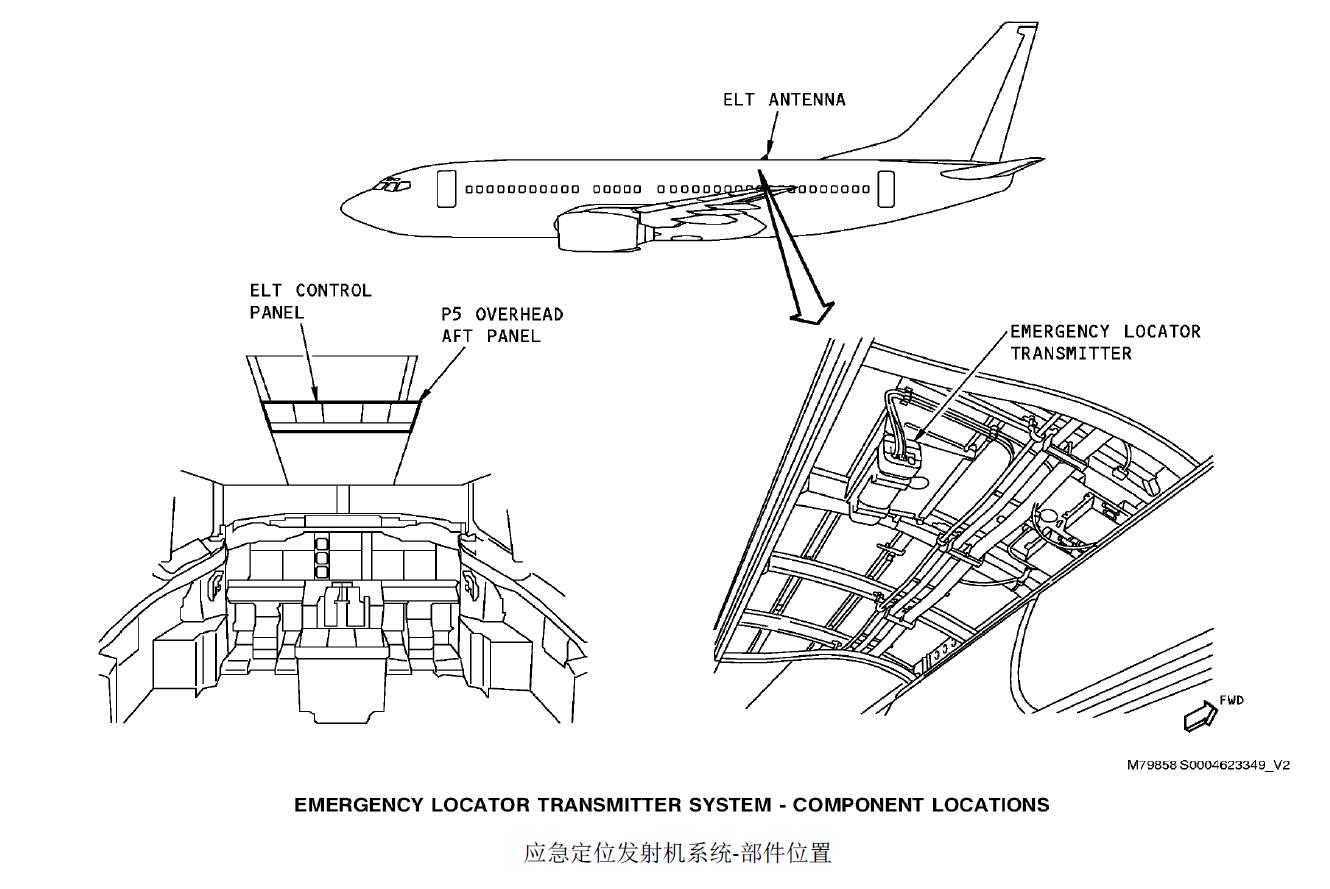 ELT ANTENNA
ELT CONTROL
PANEL
P5 OVERHEAD
AFT PANEL
EMERGENCY LOCATOR
TRANSMITTER
FWD
M79858 S0004623349_V2
EMERGENCY LOCATOR TRANSMITTER SYSTEM - COMPONENT LOCATIONS
应急定位发射机系统-部件位置